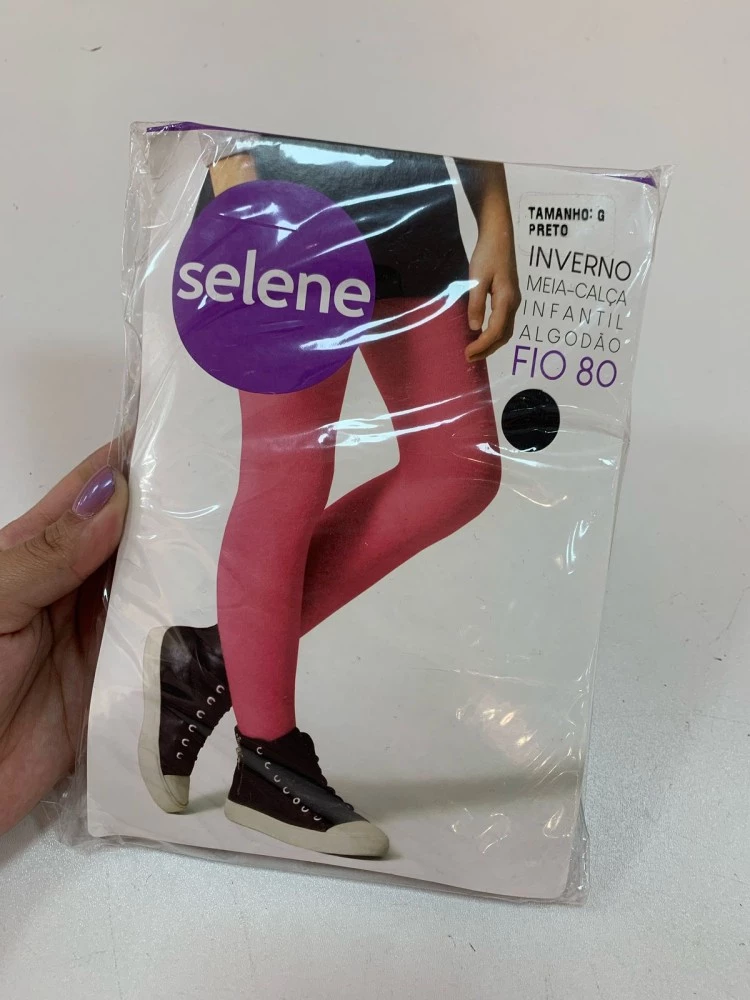 selene
TAMANHO: G
PRETO
INVERNO
MEIA-CALÇA
INFANTIL
ALGODÃO
FIO 80